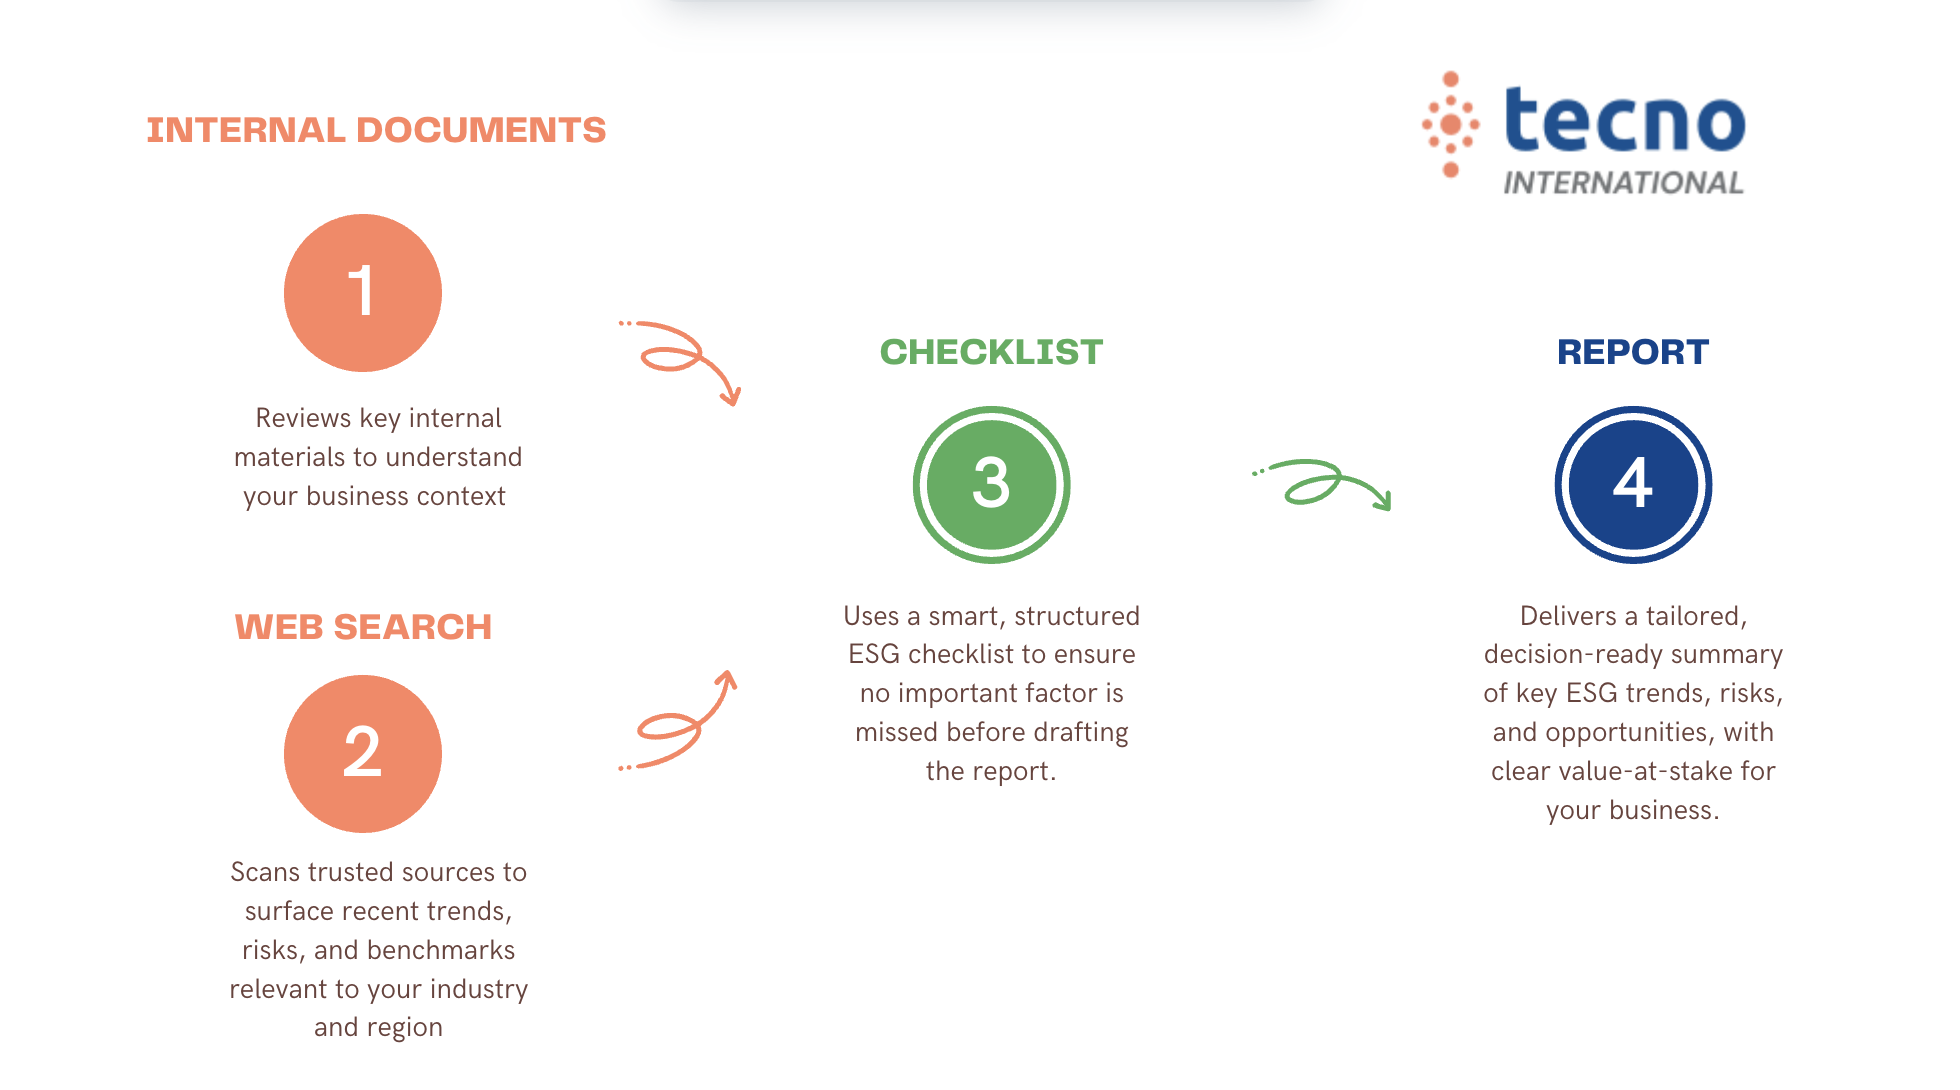 INTERNAL DOCUMENTS
1
Reviews key internal
materials to understand
your business context
WEB SEARCH
2
Scans trusted sources to
surface recent trends,
risks, and benchmarks
relevant to your industry
and region
CHECKLIST
3
Uses a smart, structured
ESG checklist to ensure
no important factor is
missed before drafting
the report.
tecno
INTERNATIONAL
REPORT
4
Delivers a tailored,
decision-ready summary
of key ESG trends, risks,
and opportunities, with
clear value-at-stake for
your business.